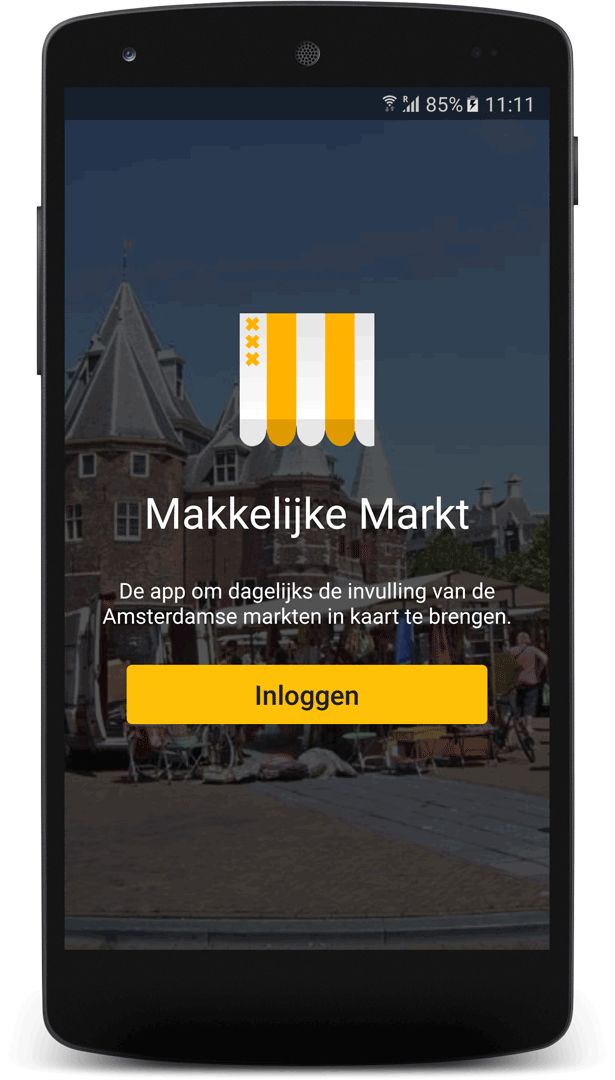 R 85% 11:11
Makkelijke Markt
De app om dagelijks de invulling van de
Amsterdamse markten in kaart te brengen.
Inloggen